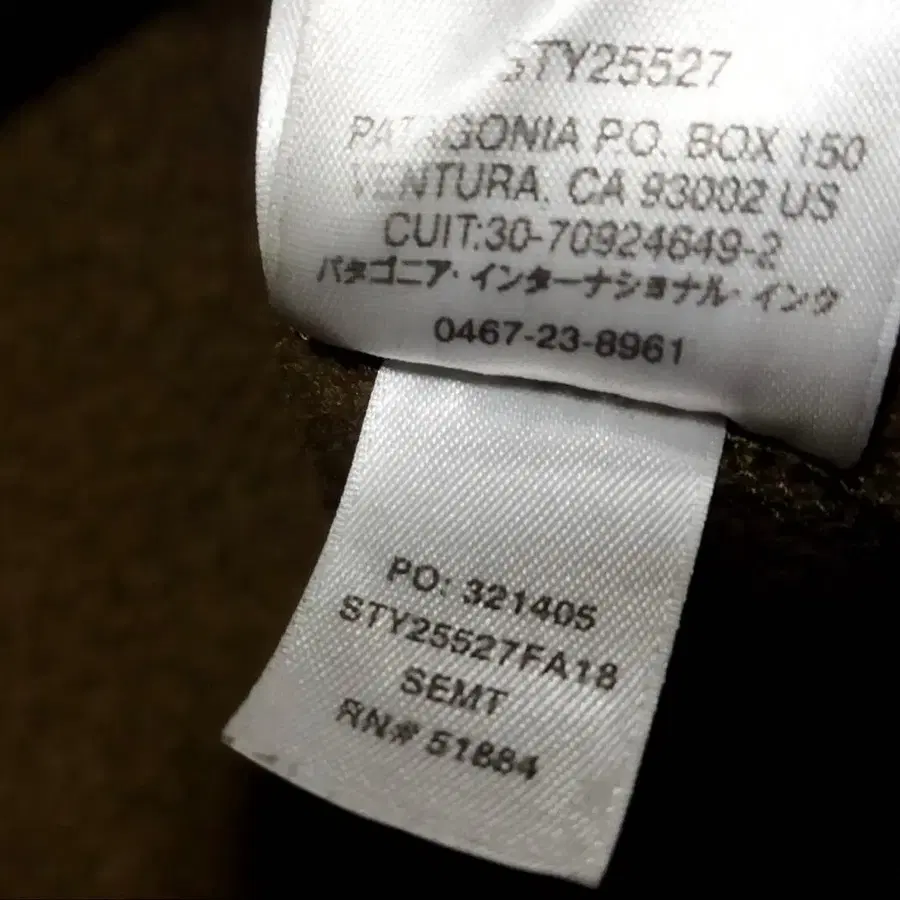 STY25527
PATAGONIA P.O. BOX 150
VENTURA, CA 93002 US
CUIT:30-70924649-2
パタゴニア・インターナショナル・インク
0467-23-8961
PO: 321405
STY25527FA18
SEMT
RN# 51884